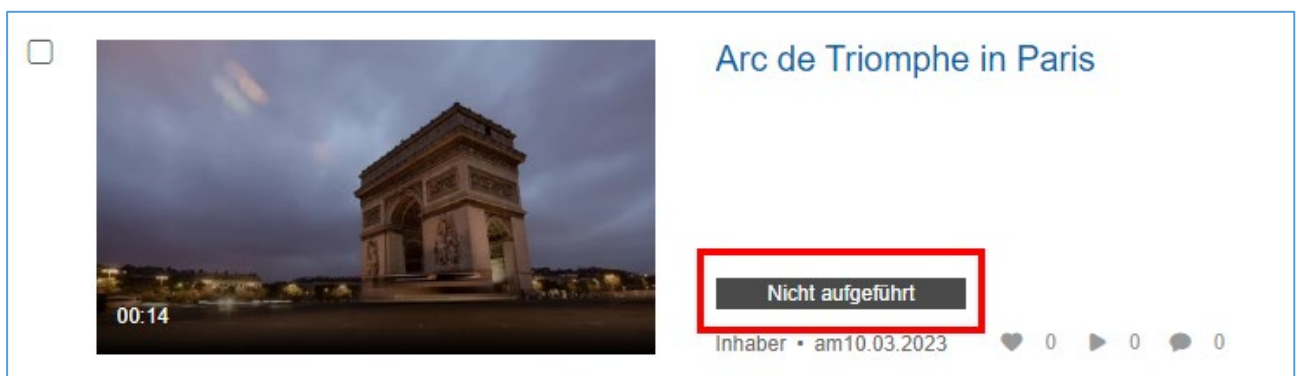 Arc de Triomphe in Paris
Nicht aufgeführt
00:14
Inhaber • am10.03.2023 0 0 0